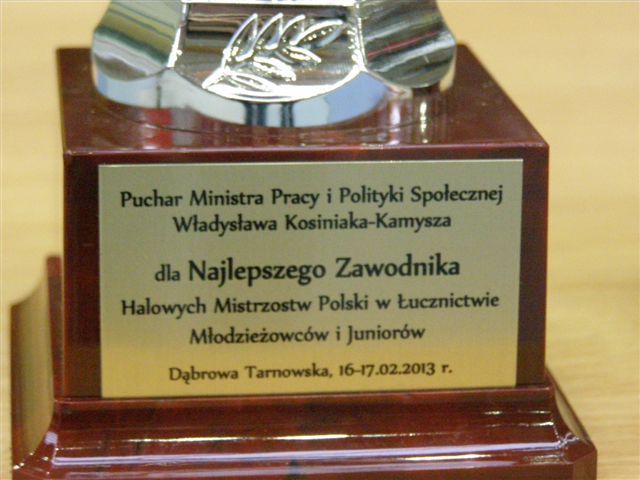 Puchar Ministra Pracy i Polityki Społecznej
Władysława Kosiniaka-Kamysza
dla Najlepszego Zawodnika
Halowych Mistrzostw Polski w Łucznictwie
Młodzieżowców i Juniorów
Dąbrowa Tarnowska, 16-17.02.2013 r.